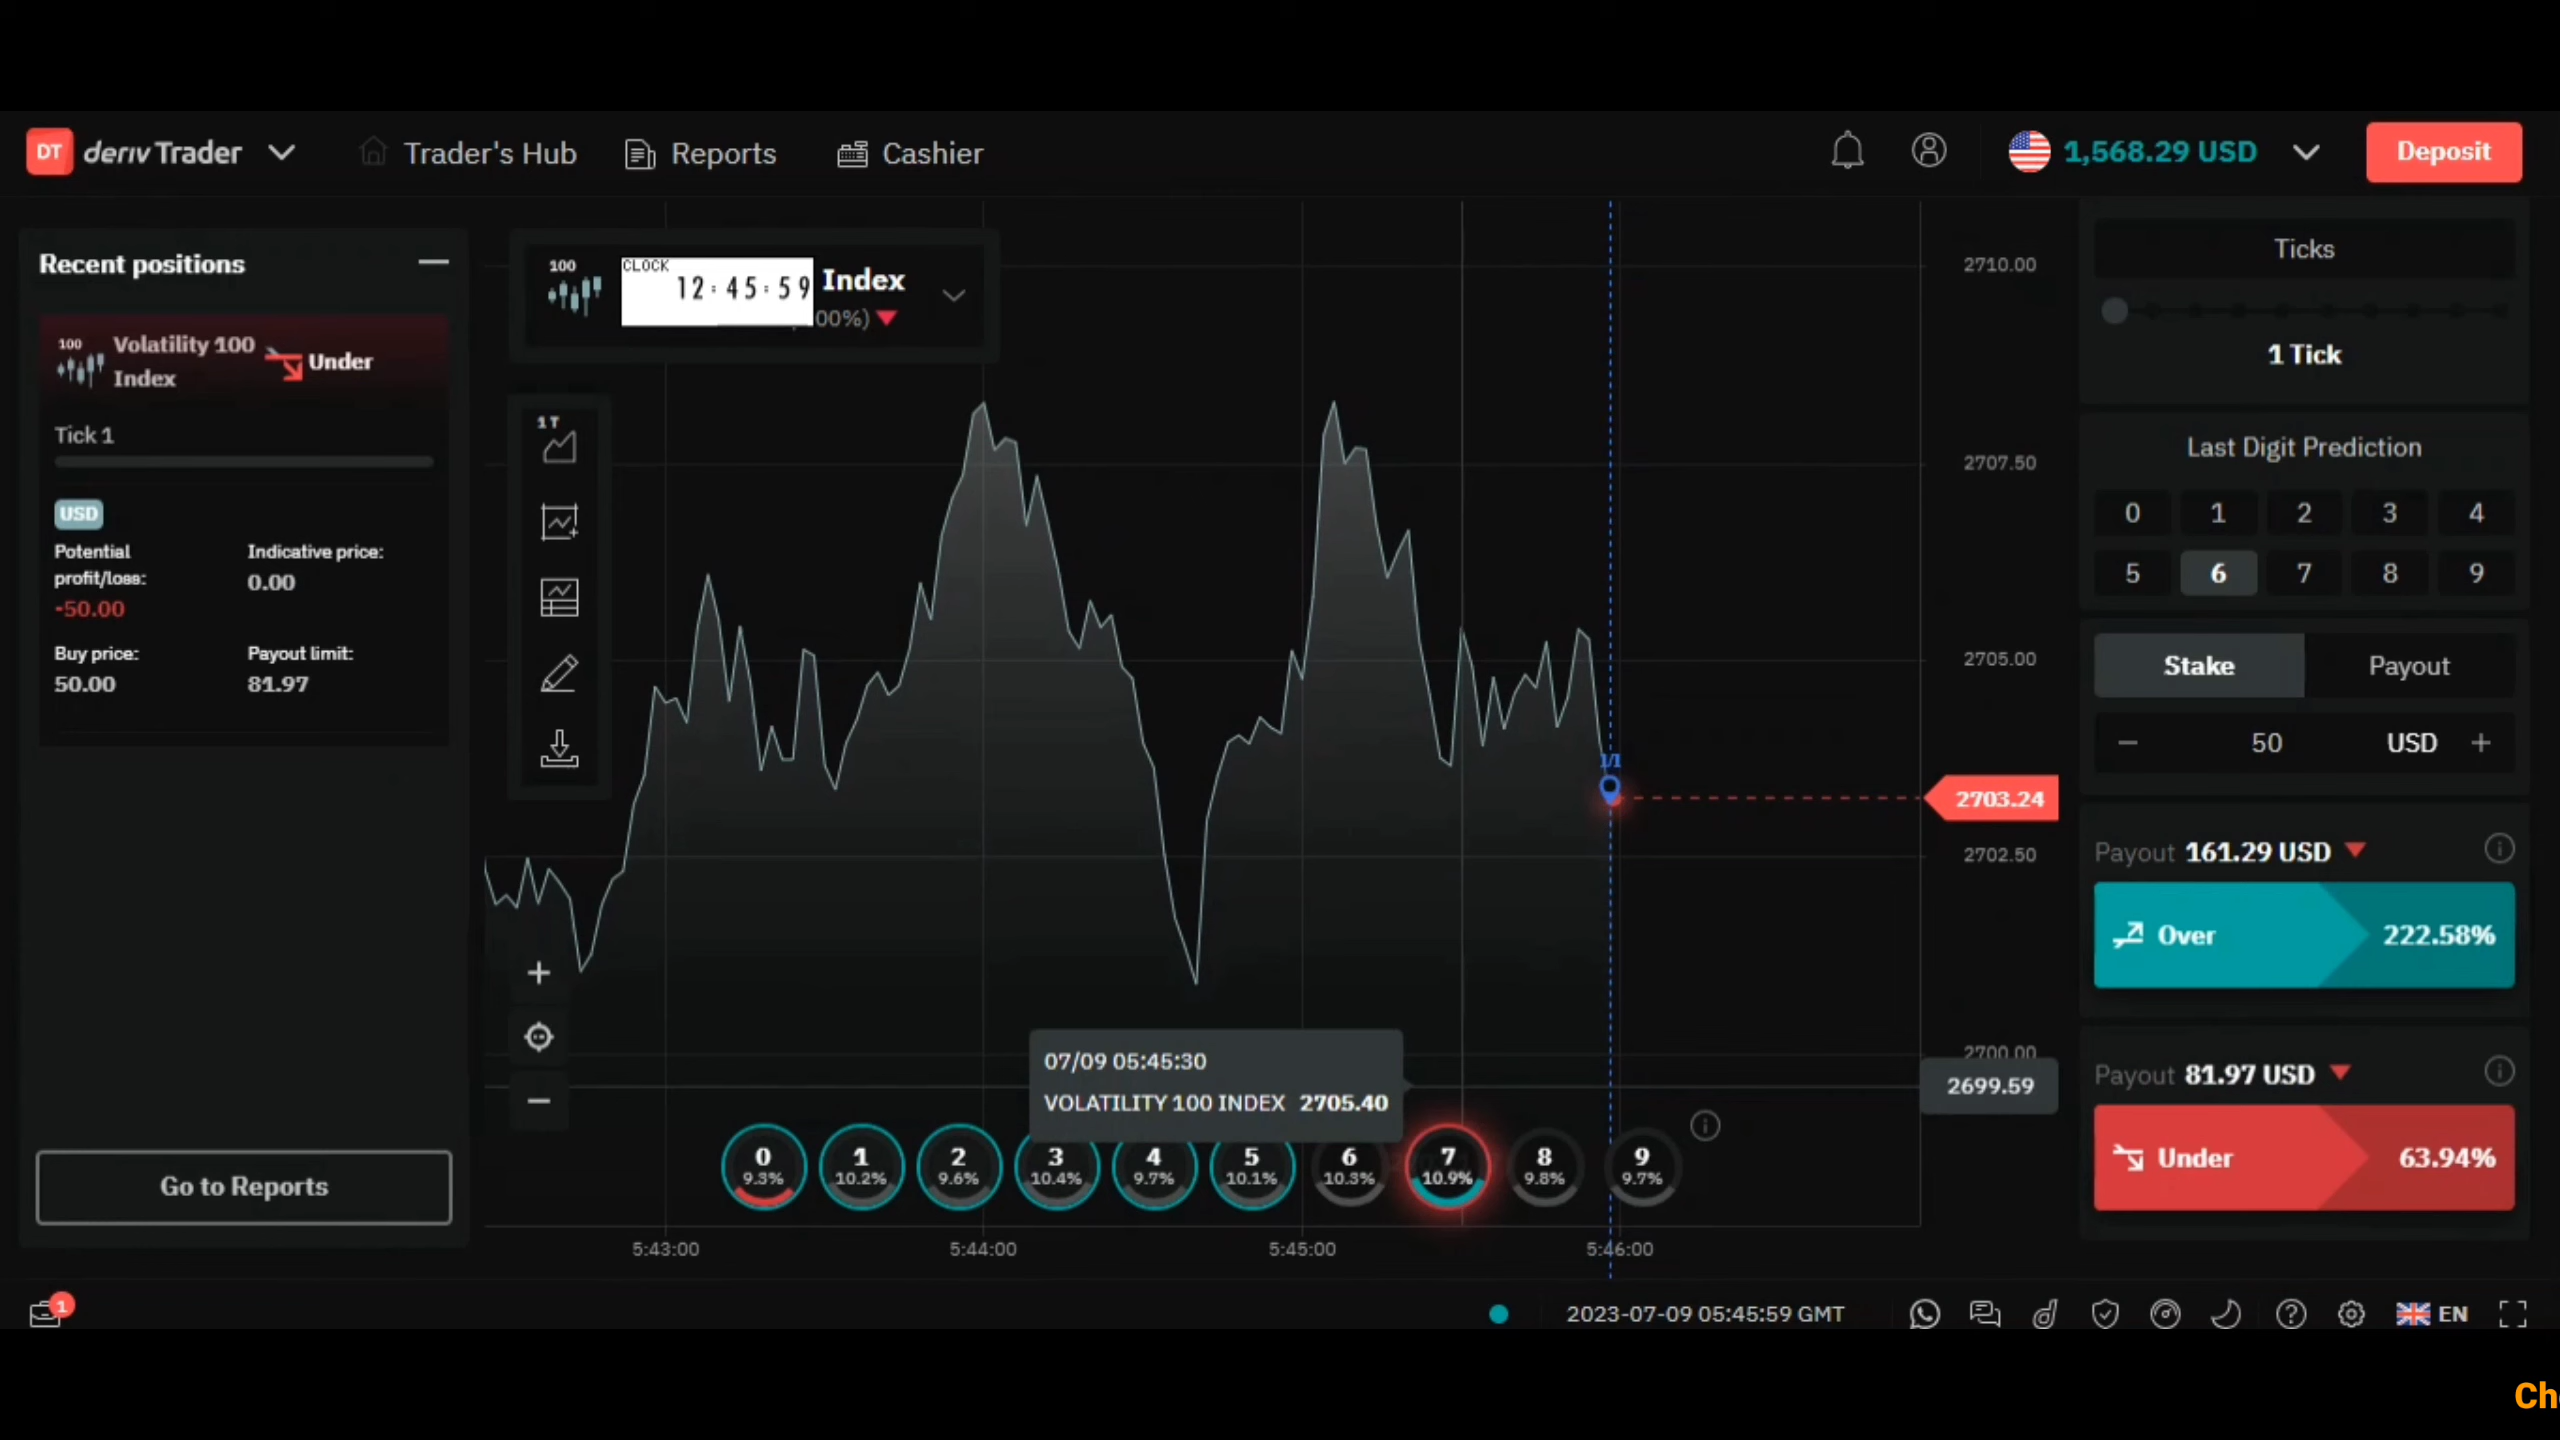 DT deriv Trader
Trader's Hub
Reports
Cashier
1,568.29 USD
Deposit
Recent positions
100
Volatility 100
Index
Under
Tick 1
USD
Potential
profit/loss:
-50.00
Indicative price:
0.00
Buy price:
50.00
Payout limit:
81.97
Go to Reports
1
100
CLOCK
12:45:59
Index
00%)
1 T
1/1
2710.00
2707.50
2705.00
2703.24
2702.50
2700.00
2699.59
07/09 05:45:30
VOLATILITY 100 INDEX 2705.40
0 1 2 3 4 5 6 7 8 9
9.3% 10.2% 9.6% 10.4% 9.7% 10.1% 10.3% 10.9% 9.8% 9.7%
5:43:00 5:44:00 5:45:00 5:46:00
Ticks
1 Tick
Last Digit Prediction
0 1 2 3 4
5 6 7 8 9
Stake Payout
− 50 USD +
Payout 161.29 USD
Over 222.58%
Payout 81.97 USD
Under 63.94%
2023-07-09 05:45:59 GMT
EN